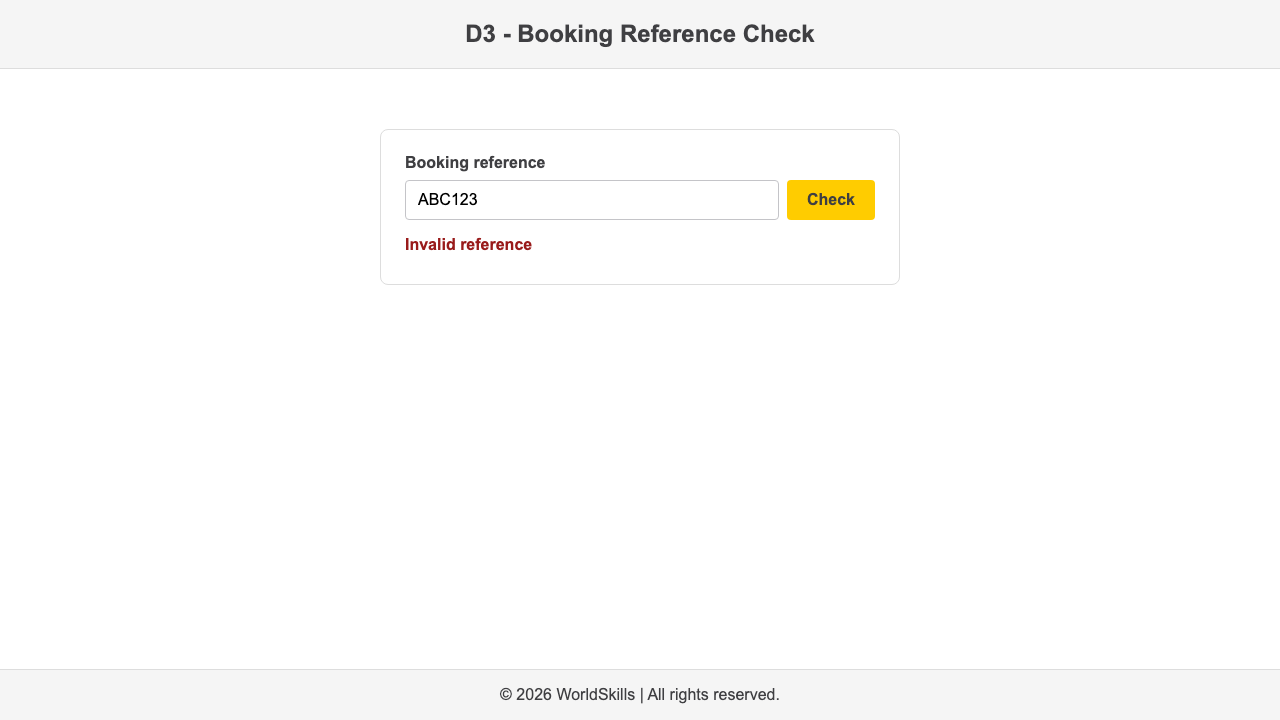 D3 - Booking Reference Check
Booking reference
ABC123
Check
Invalid reference
© 2026 WorldSkills | All rights reserved.